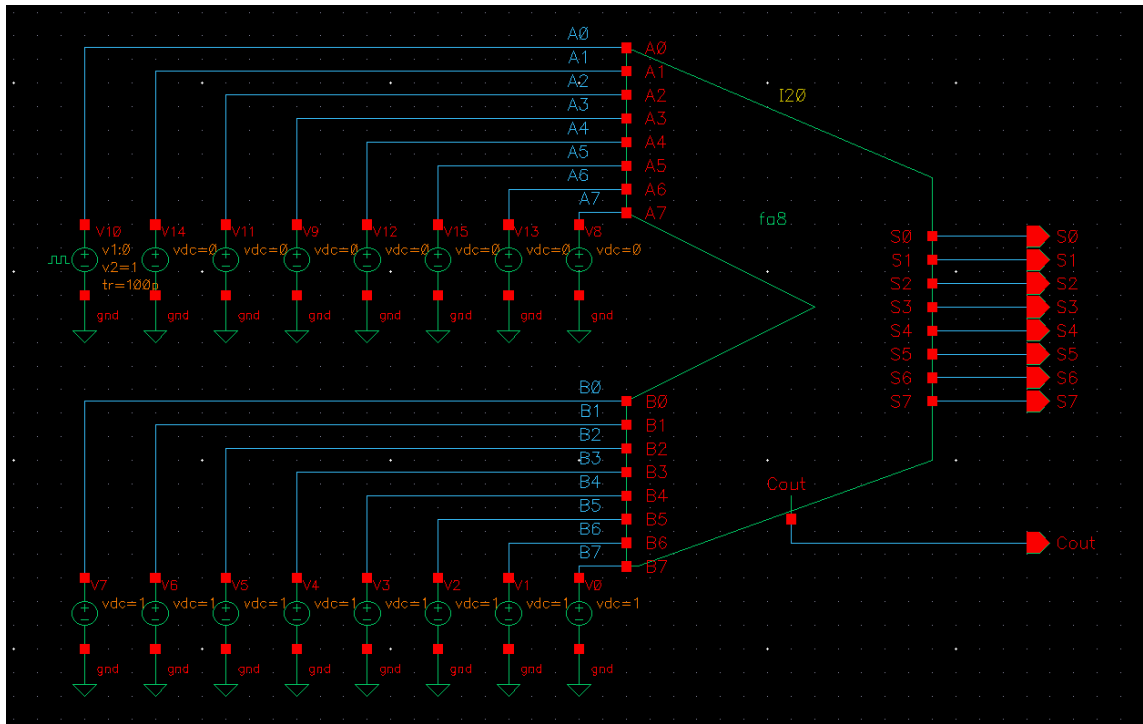 A0 A0
A1 A1
A2 A2
I20
A3 A3
A4 A4
A5 A5
A6 A6
A7 A7
fa8
V10 V14 V11 V9 V12 V15 V13 V8
v1:0 vdc=0 vdc=0 vdc=0 vdc=0 vdc=0 vdc=0 vdc=0
v2=1
tr=100p
gnd gnd gnd gnd gnd gnd gnd gnd
S0 S0
S1 S1
S2 S2
S3 S3
S4 S4
S5 S5
S6 S6
S7 S7
B0 B0
B1 B1
B2 B2
B3 B3
B4 B4
B5 B5
B6 B6
B7 B7
Cout
Cout
V7 V6 V5 V4 V3 V2 V1 V0
vdc=1 vdc=1 vdc=1 vdc=1 vdc=1 vdc=1 vdc=1 vdc=1
gnd gnd gnd gnd gnd gnd gnd gnd